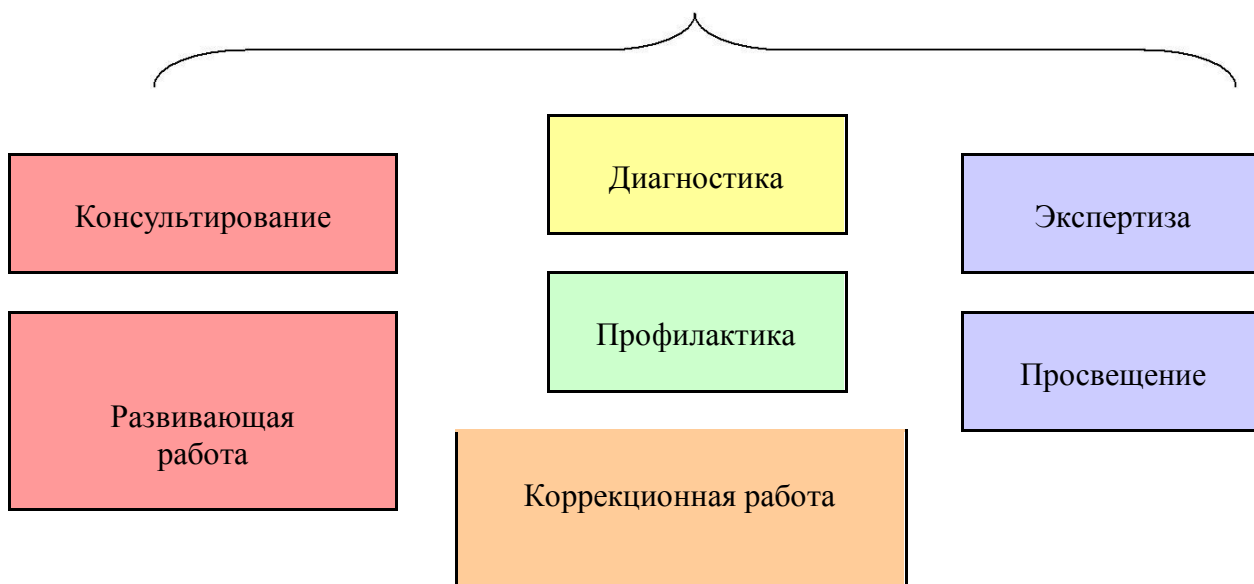 Диагностика
Консультирование
Экспертиза
Профилактика
Просвещение
Развивающая
работа
Коррекционная работа